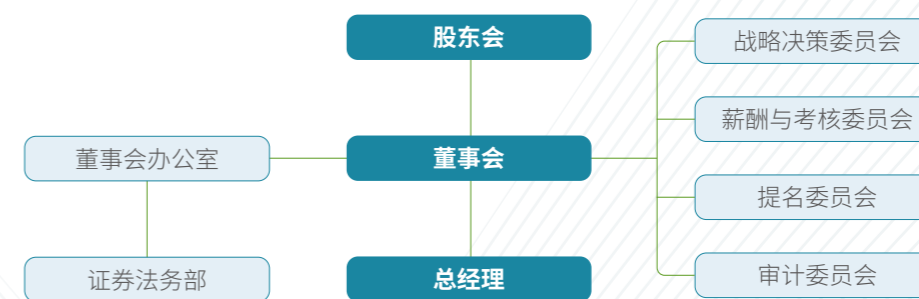 股东会
战略决策委员会
薪酬与考核委员会
董事会办公室
董事会
提名委员会
证券法务部
总经理
审计委员会